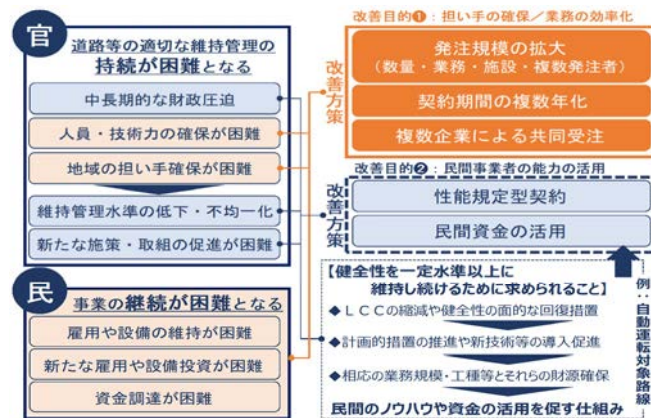 官
道路等の適切な維持管理の
持続が困難となる
中長期的な財政圧迫
人員・技術力の確保が困難
地域の担い手確保が困難
維持管理水準の低下・不均一化
新たな施策・取組の促進が困難
民
事業の継続が困難となる
雇用や設備の維持が困難
新たな雇用や設備投資が困難
資金調達が困難
改善目的❶：担い手の確保／業務の効率化
改善方策
発注規模の拡大
（数量・業務・施設・複数発注者）
契約期間の複数年化
複数企業による共同受注
改善目的❷：民間事業者の能力の活用
改善方策
性能規定型契約
民間資金の活用
【健全性を一定水準以上に
維持し続けるために求められること】
◆ＬＣＣの縮減や健全性の面的な回復措置
◆計画的措置の推進や新技術等の導入促進
◆相応の業務規模・工種等とそれらの財源確保
民間のノウハウや資金の活用を促す仕組み
例：自動運転対象路線